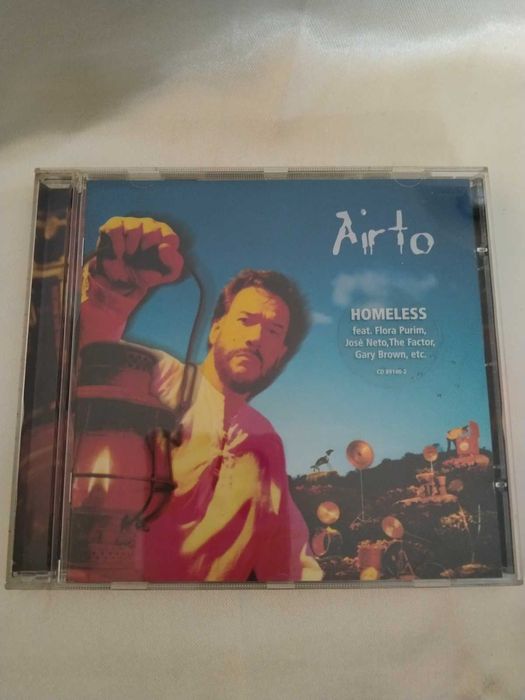 Airto
HOMELESS
feat. Flora Purim,
José Neto,The Factor,
Gary Brown, etc.